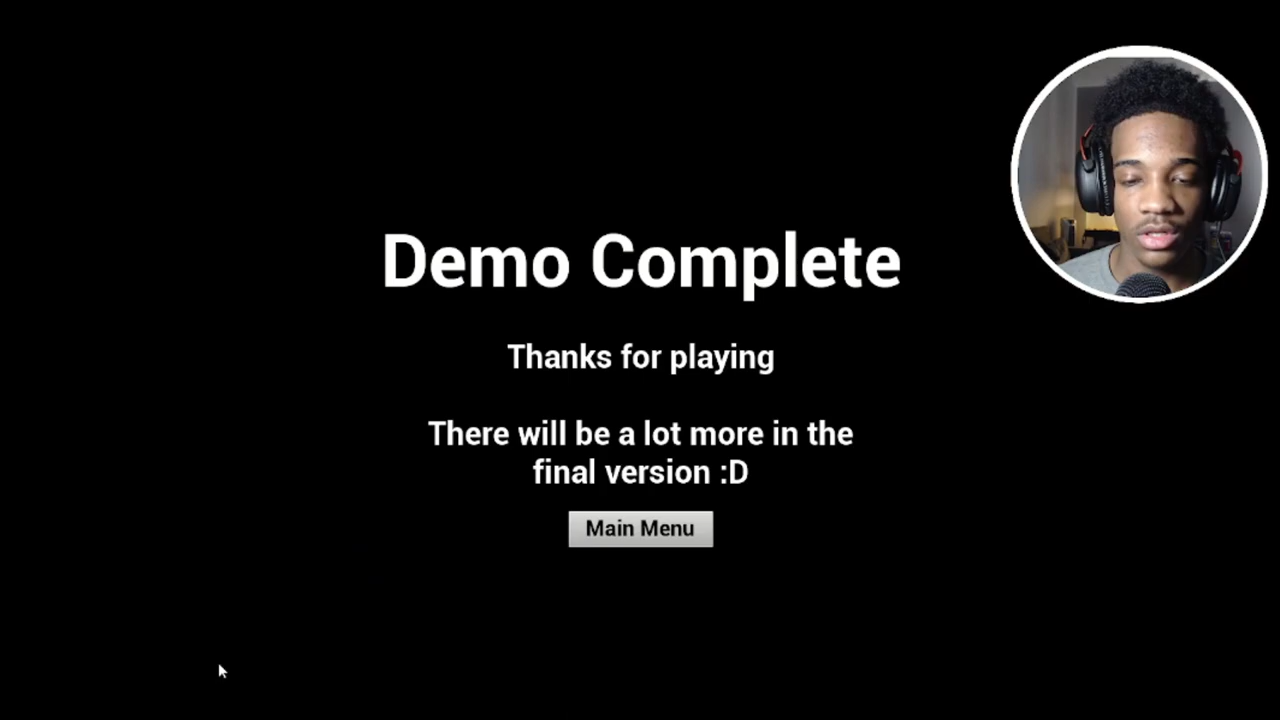 Demo Complete
Thanks for playing
There will be a lot more in the
final version :D
Main Menu